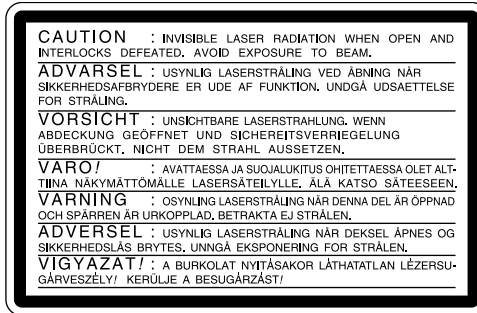 CAUTION : INVISIBLE LASER RADIATION WHEN OPEN AND
INTERLOCKS DEFEATED. AVOID EXPOSURE TO BEAM.
ADVARSEL : USYNLIG LASERSTRÅLING VED ÅBNING NÅR
SIKKERHEDSAFBRYDERE ER UDE AF FUNKTION. UNDGÅ UDSAETTELSE
FOR STRÅLING.
VORSICHT : UNSICHTBARE LASERSTRAHLUNG. WENN
ABDECKUNG GEÖFFNET UND SICHEREITSVERRIEGELUNG
ÜBERBRÜCKT. NICHT DEM STRAHL AUSSETZEN.
VARO! : AVATTAESSA JA SUOJALUKITUS OHITETTAESSA OLET ALT-
TIINA NÄKYMÄTTÖMÄLLE LASERSÄTEILYLLE. ÄLÄ KATSO SÄTEESEEN.
VARNING : OSYNLIG LASERSTRÅLING NÄR DENNA DEL ÄR ÖPPNAD
OCH SPÄRREN ÄR URKOPPLAD. BETRAKTA EJ STRÅLEN.
ADVERSEL : USYNLIG LASERSTRÅLING NÅR DEKSEL ÅPNES OG
SIKKERHEDSLÅS BRYTES. UNNGÅ EKSPONERING FOR STRÅLEN.
VIGYAZAT! : A BURKOLAT NYITÁSAKOR LÁTHATATLAN LÉZERSU-
GÁRVESZÉLY! KERÜLJE A BESUGÁRZÁST!